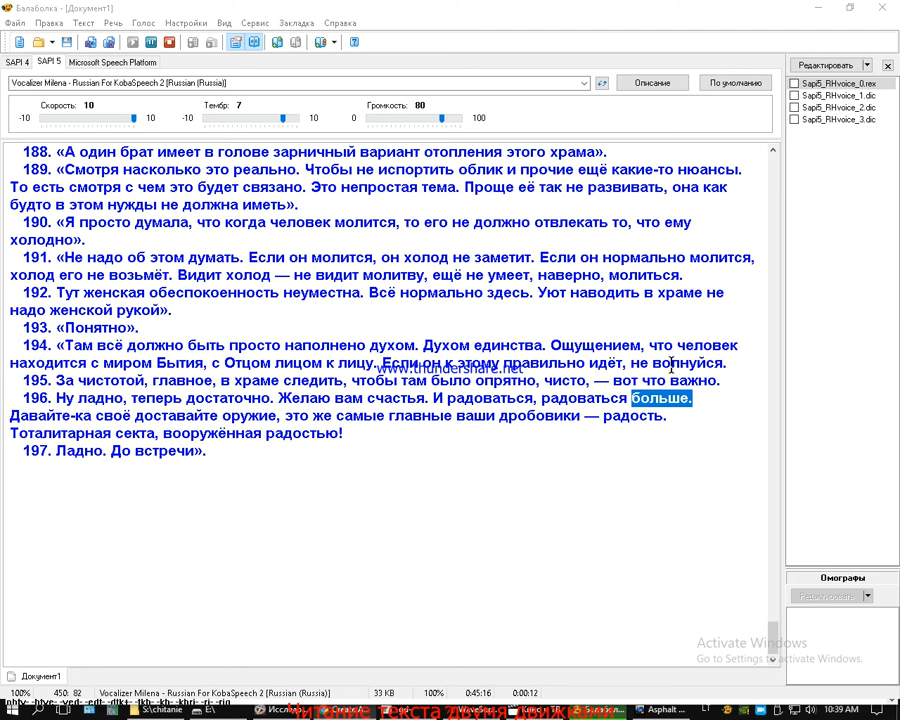 Балаболка - [Документ1]
Файл Правка Текст Речь Голос Настройки Вид Сервис Закладка Справка
SAPI 4 SAPI 5 Microsoft Speech Platform
Редактировать
Vocalizer Milena - Russian For KobaSpeech 2 [Russian (Russia)]
Описание
По умолчанию
Sapi5_RHvoice_0.rex
Sapi5_RHvoice_1.dic
Sapi5_RHvoice_2.dic
Sapi5_RHvoice_3.dic
Скорость: 10
Тембр: 7
Громкость: 80
-10 10 -10 10 0 100
188. «А один брат имеет в голове зарничный вариант отопления этого храма».
189. «Смотря насколько это реально. Чтобы не испортить облик и прочие ещё какие-то нюансы.
То есть смотря с чем это будет связано. Это непростая тема. Проще её так не развивать, она как
будто в этом нужды не должна иметь».
190. «Я просто думала, что когда человек молится, то его не должно отвлекать то, что ему
холодно».
191. «Не надо об этом думать. Если он молится, он холод не заметит. Если он нормально молится,
холод его не возьмёт. Видит холод — не видит молитву, ещё не умеет, наверно, молиться.
192. Тут женская обеспокоенность неуместна. Всё нормально здесь. Уют наводить в храме не
надо женской рукой».
193. «Понятно».
194. «Там всё должно быть просто наполнено духом. Духом единства. Ощущением, что человек
находится с миром Бытия, с Отцом лицом к лицу. Если он к этому правильно идёт, не волнуйся.
www.thundershare.net
195. За чистотой, главное, в храме следить, чтобы там было опрятно, чисто, — вот что важно.
196. Ну ладно, теперь достаточно. Желаю вам счастья. И радоваться, радоваться больше.
Давайте-ка своё доставайте оружие, это же самые главные ваши дробовики — радость.
Тоталитарная секта, вооружённая радостью!
197. Ладно. До встречи».
Омографы
Редактировать
Activate Windows
Go to Settings to activate Windows.
Документ1
100% 450: 82 Vocalizer Milena - Russian For KobaSpeech 2 [Russian (Russia)] 33 KB 100% 0:45:16 0:00:12
S:\chitanie
E:\
Asphalt ...
LT
10:39 AM
Читание текста двумя движками